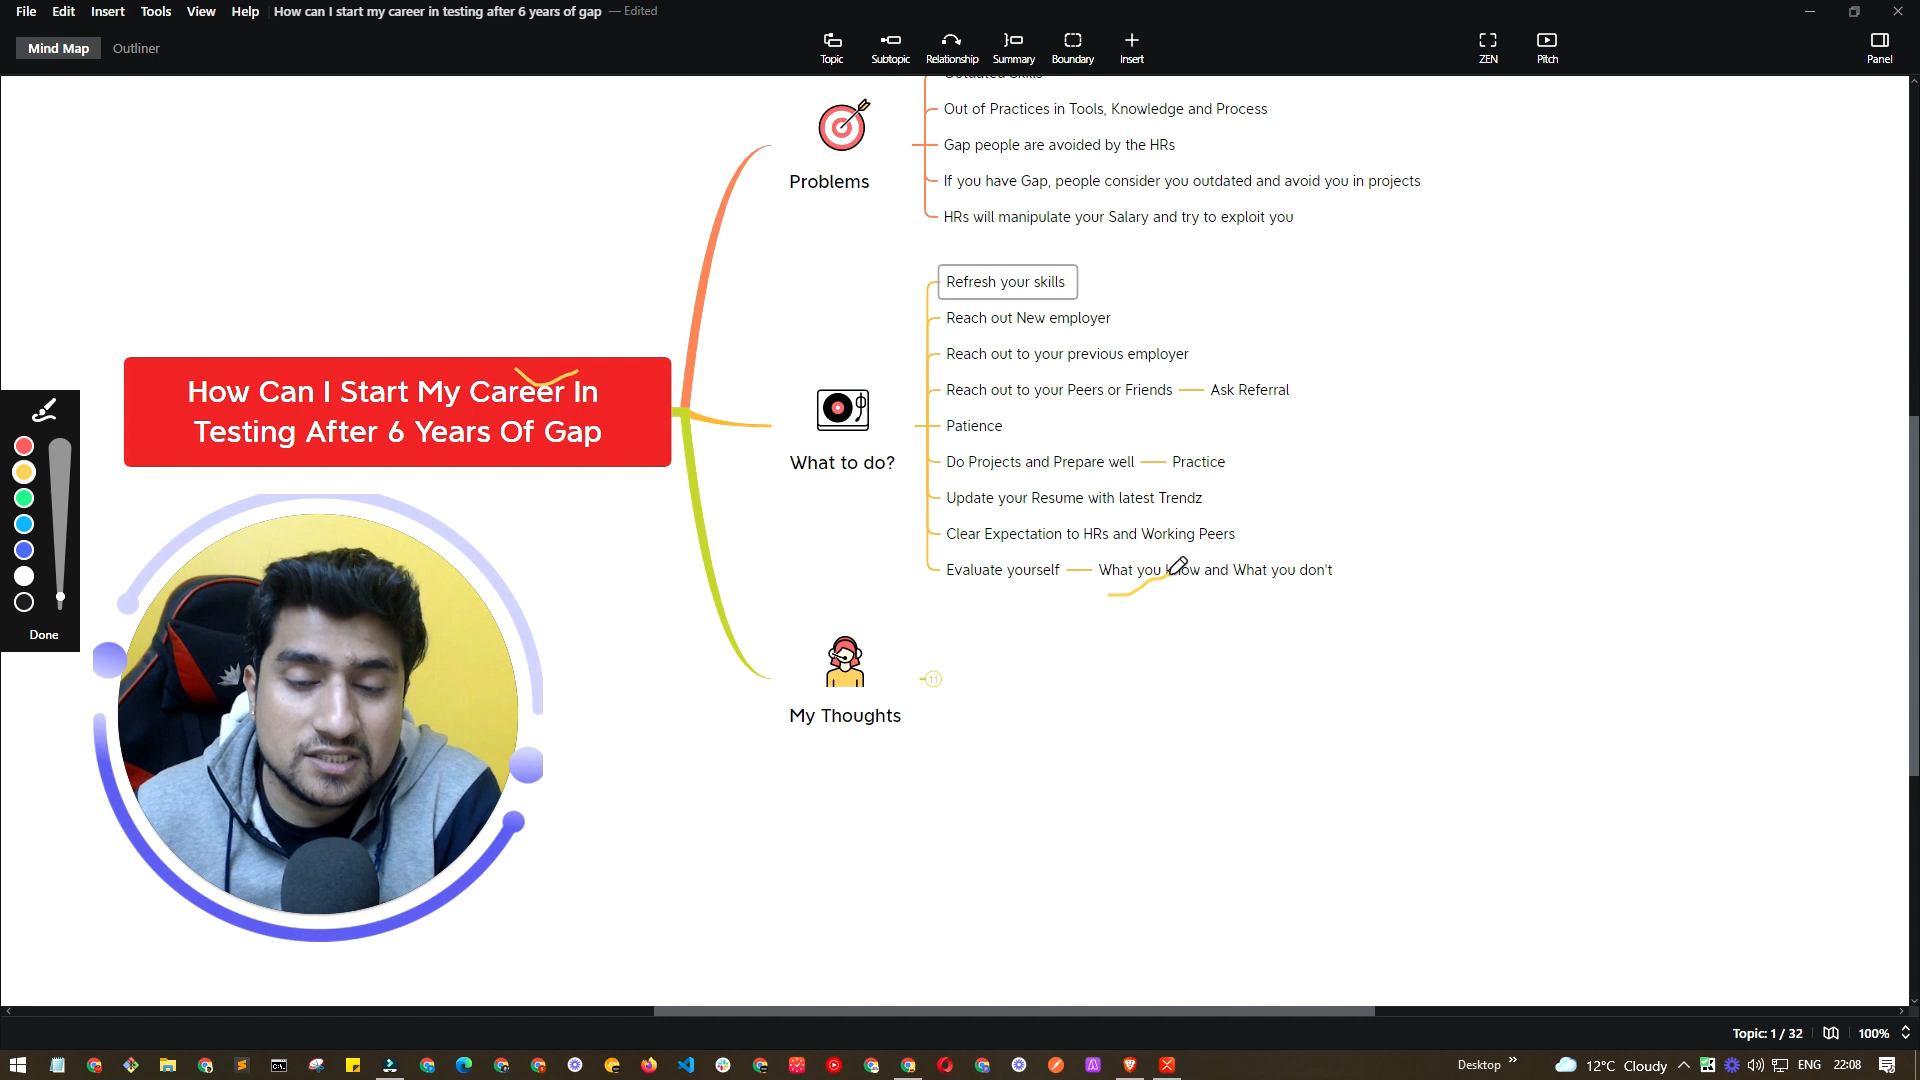 File Edit Insert Tools View Help How can I start my career in testing after 6 years of gap — Edited
Mind Map Outliner
Topic Subtopic Relationship Summary Boundary Insert
ZEN Pitch
Panel
Outdated Skills
Out of Practices in Tools, Knowledge and Process
Gap people are avoided by the HRs
If you have Gap, people consider you outdated and avoid you in projects
HRs will manipulate your Salary and try to exploit you
Problems
Refresh your skills
Reach out New employer
Reach out to your previous employer
Reach out to your Peers or Friends Ask Referral
Patience
Do Projects and Prepare well Practice
Update your Resume with latest Trendz
Clear Expectation to HRs and Working Peers
Evaluate yourself What you know and What you don't
What to do?
How Can I Start My Career In
Testing After 6 Years Of Gap
Done
My Thoughts
11
Topic: 1 / 32 100%
Desktop 12°C Cloudy ENG 22:08